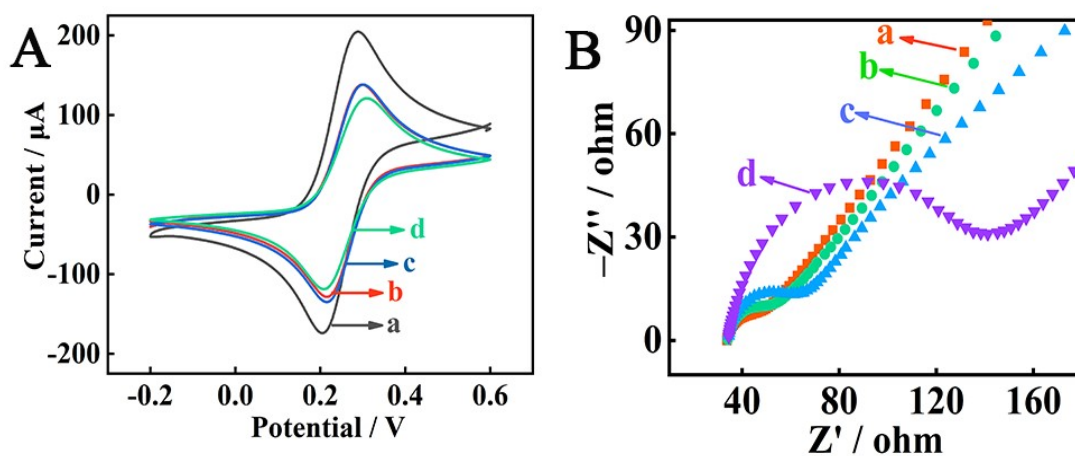 A
200
100
0
-100
-200
Current / µA
d
c
b
a
-0.2 0.0 0.2 0.4 0.6
Potential / V
B
90
60
30
0
−Z'' / ohm
a
b
c
d
40 80 120 160
Z' / ohm